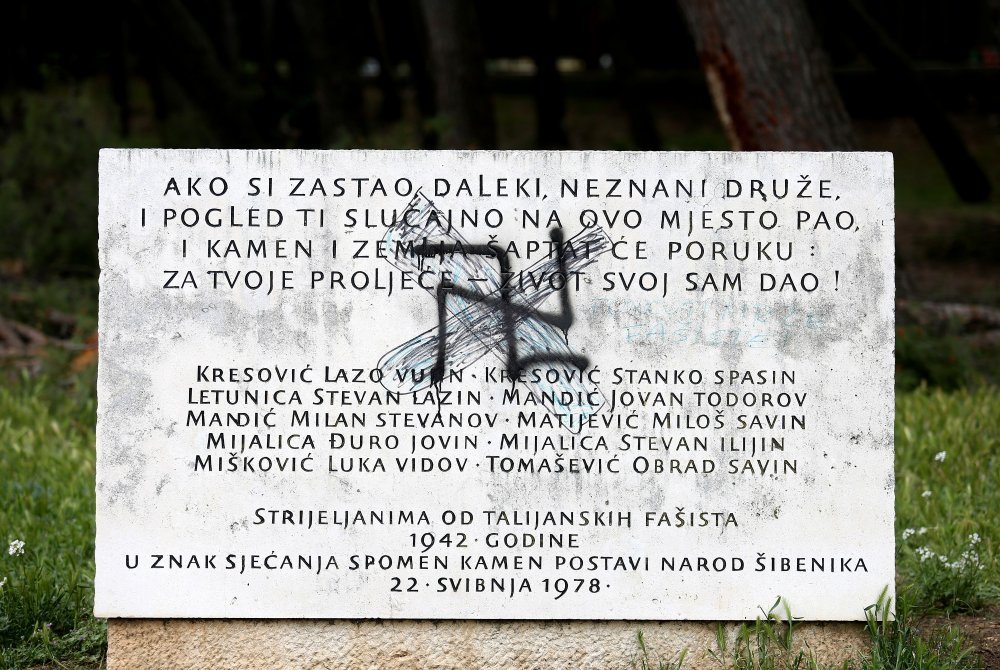 AKO SI ZASTAO, DALEKI, NEZNANI DRUŽE,
I POGLED TI SLUČAJNO NA OVO MJESTO PAO,
I KAMEN I ZEMLJA ŠAPTAT ĆE PORUKU :
ZA TVOJE PROLJEĆE – ŽIVOT SVOJ SAM DAO !
KRESOVIĆ LAZO VUJIN · KRESOVIĆ STANKO SPASIN
LETUNICA STEVAN LAZIN · MANDIĆ JOVAN TODOROV
MANDIĆ MILAN STEVANOV · MATIJEVIĆ MILOŠ SAVIN
MIJALICA ĐURO JOVIN · MIJALICA STEVAN ILIJIN
MIŠKOVIĆ LUKA VIDOV · TOMAŠEVIĆ OBRAD SAVIN
STRIJELJANIMA OD TALIJANSKIH FAŠISTA
1942 · GODINE
U ZNAK SJEĆANJA SPOMEN KAMEN POSTAVI NAROD ŠIBENIKA
22 · SVIBNJA 1978 ·